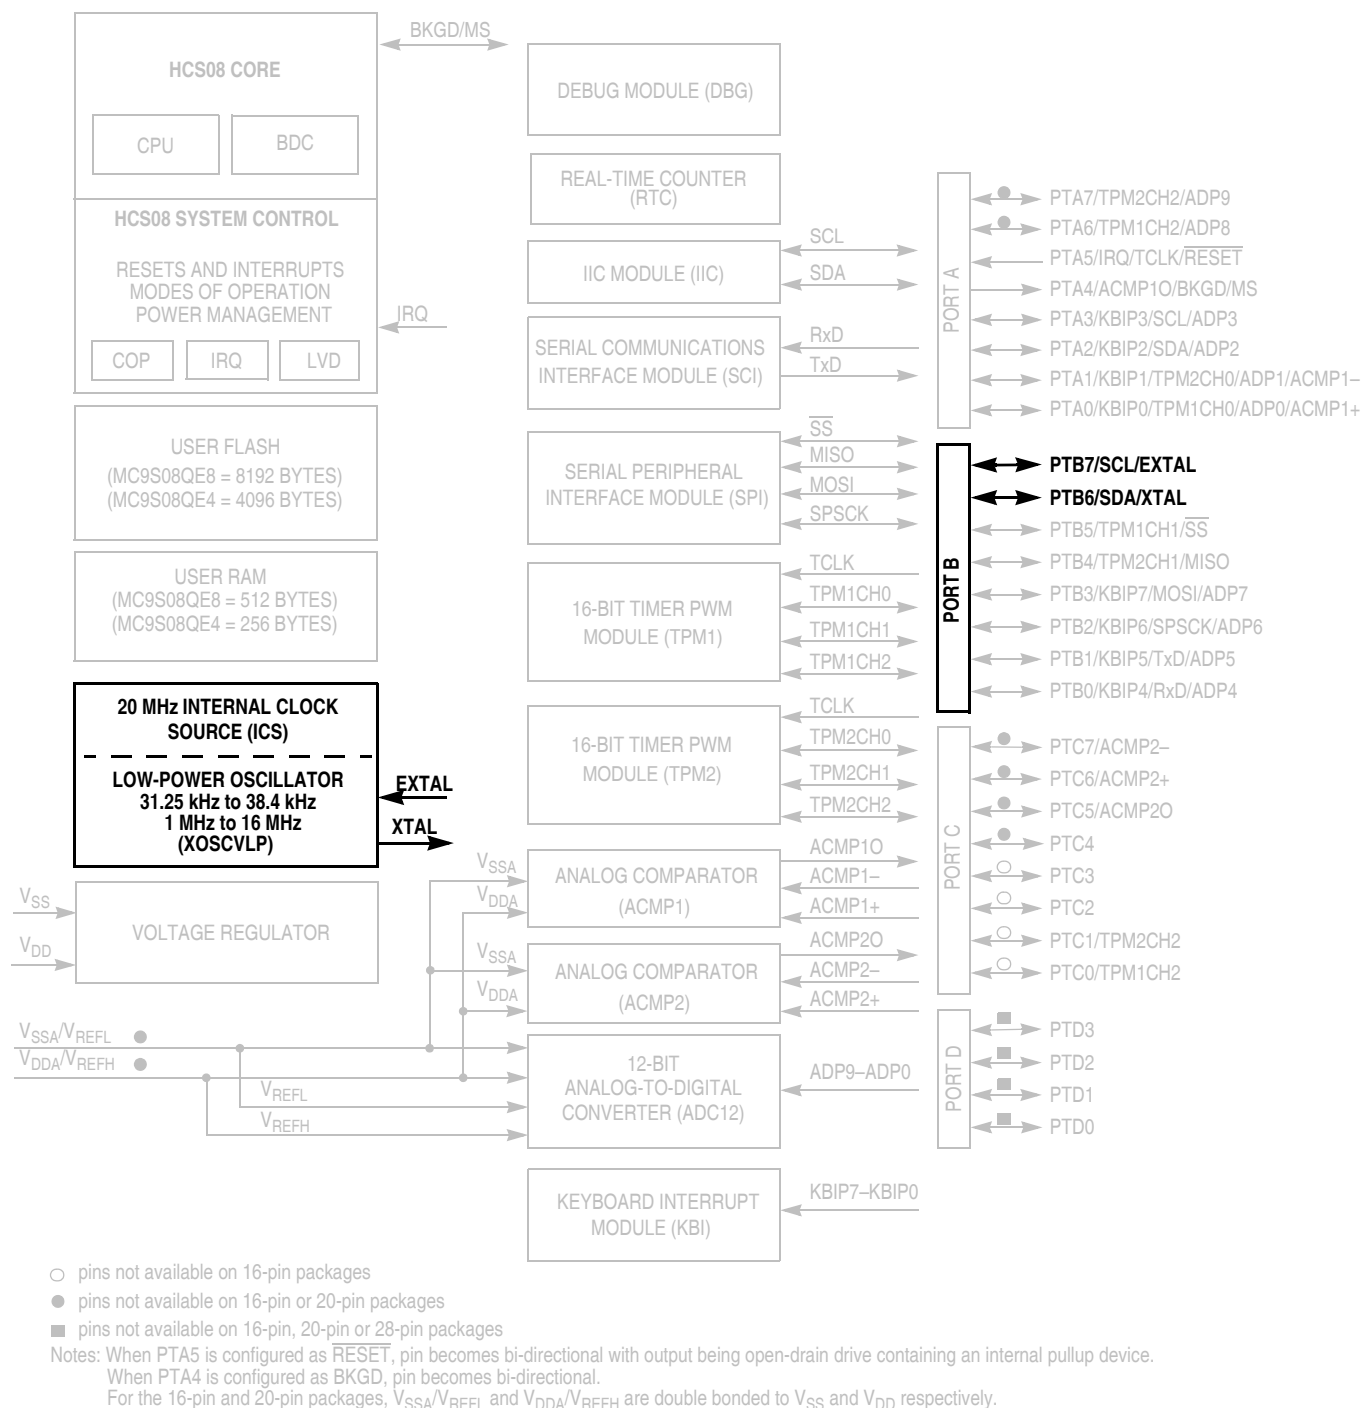 HCS08 CORE
CPU
BDC
HCS08 SYSTEM CONTROL
RESETS AND INTERRUPTS
MODES OF OPERATION
POWER MANAGEMENT
COP
IRQ
LVD
BKGD/MS
IRQ
USER FLASH
(MC9S08QE8 = 8192 BYTES)
(MC9S08QE4 = 4096 BYTES)
USER RAM
(MC9S08QE8 = 512 BYTES)
(MC9S08QE4 = 256 BYTES)
20 MHz INTERNAL CLOCK
SOURCE (ICS)
LOW-POWER OSCILLATOR
31.25 kHz to 38.4 kHz
1 MHz to 16 MHz
(XOSCVLP)
EXTAL
XTAL
VSS
VDD
VOLTAGE REGULATOR
VSSA/VREFL
VDDA/VREFH
VREFL
VREFH
VSSA
VDDA
VSSA
VDDA
DEBUG MODULE (DBG)
REAL-TIME COUNTER
(RTC)
IIC MODULE (IIC)
SCL
SDA
SERIAL COMMUNICATIONS
INTERFACE MODULE (SCI)
RxD
TxD
SERIAL PERIPHERAL
INTERFACE MODULE (SPI)
SS
MISO
MOSI
SPSCK
16-BIT TIMER PWM
MODULE (TPM1)
TCLK
TPM1CH0
TPM1CH1
TPM1CH2
16-BIT TIMER PWM
MODULE (TPM2)
TCLK
TPM2CH0
TPM2CH1
TPM2CH2
ANALOG COMPARATOR
(ACMP1)
ACMP1O
ACMP1–
ACMP1+
ANALOG COMPARATOR
(ACMP2)
ACMP2O
ACMP2–
ACMP2+
12-BIT
ANALOG-TO-DIGITAL
CONVERTER (ADC12)
ADP9–ADP0
KEYBOARD INTERRUPT
MODULE (KBI)
KBIP7–KBIP0
PORT A
PTA7/TPM2CH2/ADP9
PTA6/TPM1CH2/ADP8
PTA5/IRQ/TCLK/RESET
PTA4/ACMP1O/BKGD/MS
PTA3/KBIP3/SCL/ADP3
PTA2/KBIP2/SDA/ADP2
PTA1/KBIP1/TPM2CH0/ADP1/ACMP1–
PTA0/KBIP0/TPM1CH0/ADP0/ACMP1+
PORT B
PTB7/SCL/EXTAL
PTB6/SDA/XTAL
PTB5/TPM1CH1/SS
PTB4/TPM2CH1/MISO
PTB3/KBIP7/MOSI/ADP7
PTB2/KBIP6/SPSCK/ADP6
PTB1/KBIP5/TxD/ADP5
PTB0/KBIP4/RxD/ADP4
PORT C
PTC7/ACMP2–
PTC6/ACMP2+
PTC5/ACMP2O
PTC4
PTC3
PTC2
PTC1/TPM2CH2
PTC0/TPM1CH2
PORT D
PTD3
PTD2
PTD1
PTD0
pins not available on 16-pin packages
pins not available on 16-pin or 20-pin packages
pins not available on 16-pin, 20-pin or 28-pin packages
Notes: When PTA5 is configured as RESET, pin becomes bi-directional with output being open-drain drive containing an internal pullup device.
When PTA4 is configured as BKGD, pin becomes bi-directional.
For the 16-pin and 20-pin packages, VSSA/VREFL and VDDA/VREFH are double bonded to VSS and VDD respectively.